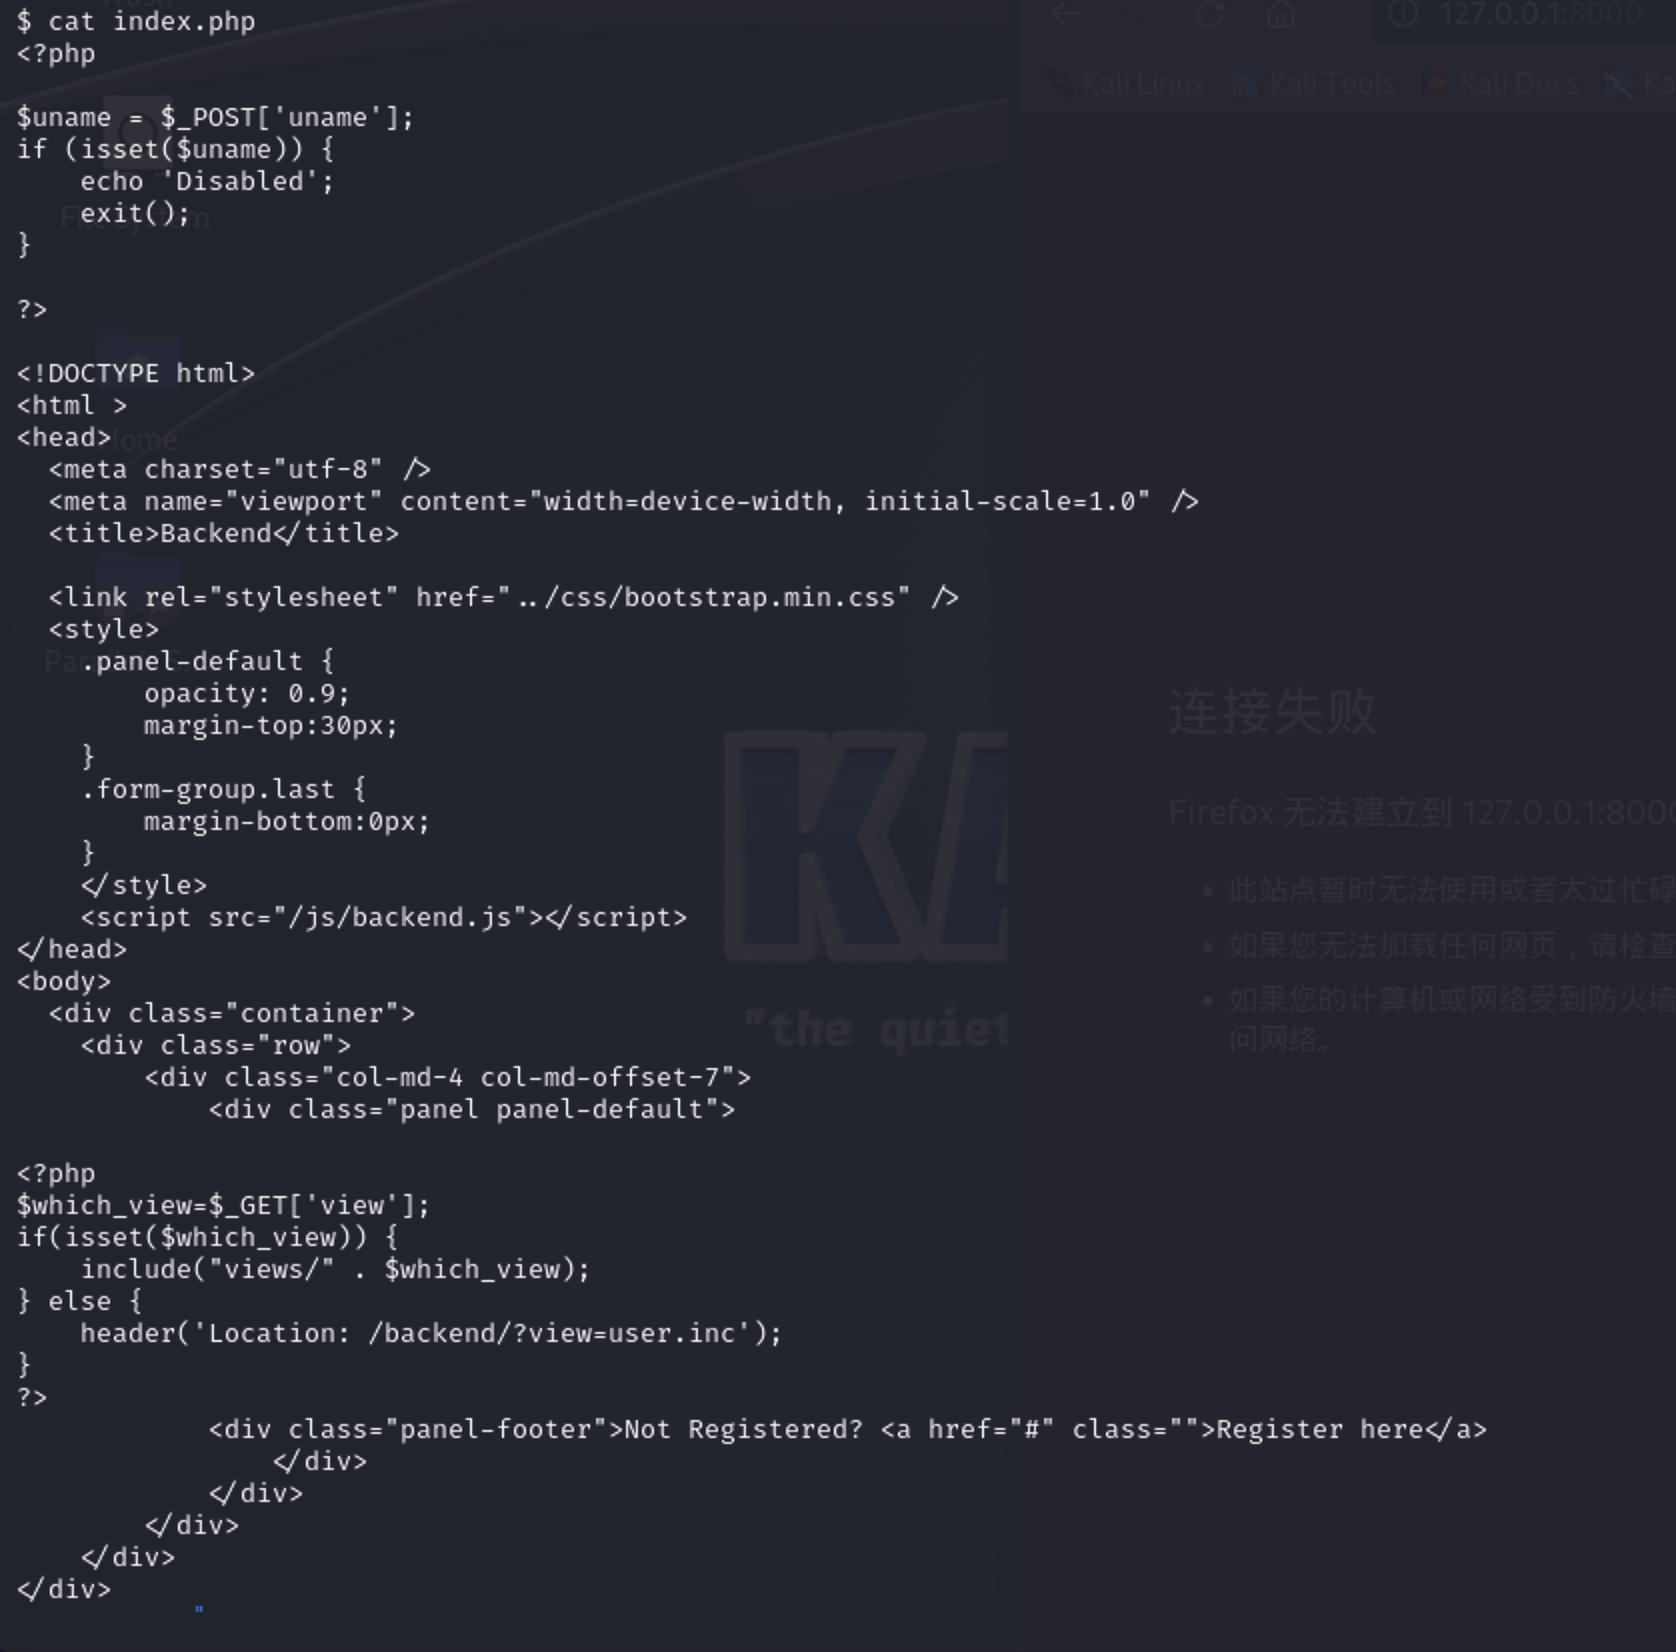 $ cat index.php
<?php

$uname = $_POST['uname'];
if (isset($uname)) {
    echo 'Disabled';
    exit();
}

?>

<!DOCTYPE html>
<html >
<head>
  <meta charset="utf-8" />
  <meta name="viewport" content="width=device-width, initial-scale=1.0" />
  <title>Backend</title>

  <link rel="stylesheet" href="../css/bootstrap.min.css" />
  <style>
    .panel-default {
        opacity: 0.9;
        margin-top:30px;
    }
    .form-group.last {
        margin-bottom:0px;
    }
    </style>
    <script src="/js/backend.js"></script>
</head>
<body>
  <div class="container">
    <div class="row">
        <div class="col-md-4 col-md-offset-7">
            <div class="panel panel-default">

<?php
$which_view=$_GET['view'];
if(isset($which_view)) {
    include("views/" . $which_view);
} else {
    header('Location: /backend/?view=user.inc');
}
?>
            <div class="panel-footer">Not Registered? <a href="#" class="">Register here</a>
                </div>
            </div>
        </div>
    </div>
</div>
"
127.0.0.1:8000
Kali Linux Kali Tools Kali Docs
Home
连接失败
Firefox 无法建立到 127.0.0.1:800
此站点暂时无法使用或者太过忙碌
如果您无法加载任何网页，请检查
如果您的计算机或网络受到防火墙
问网络。
KA
"the quiet